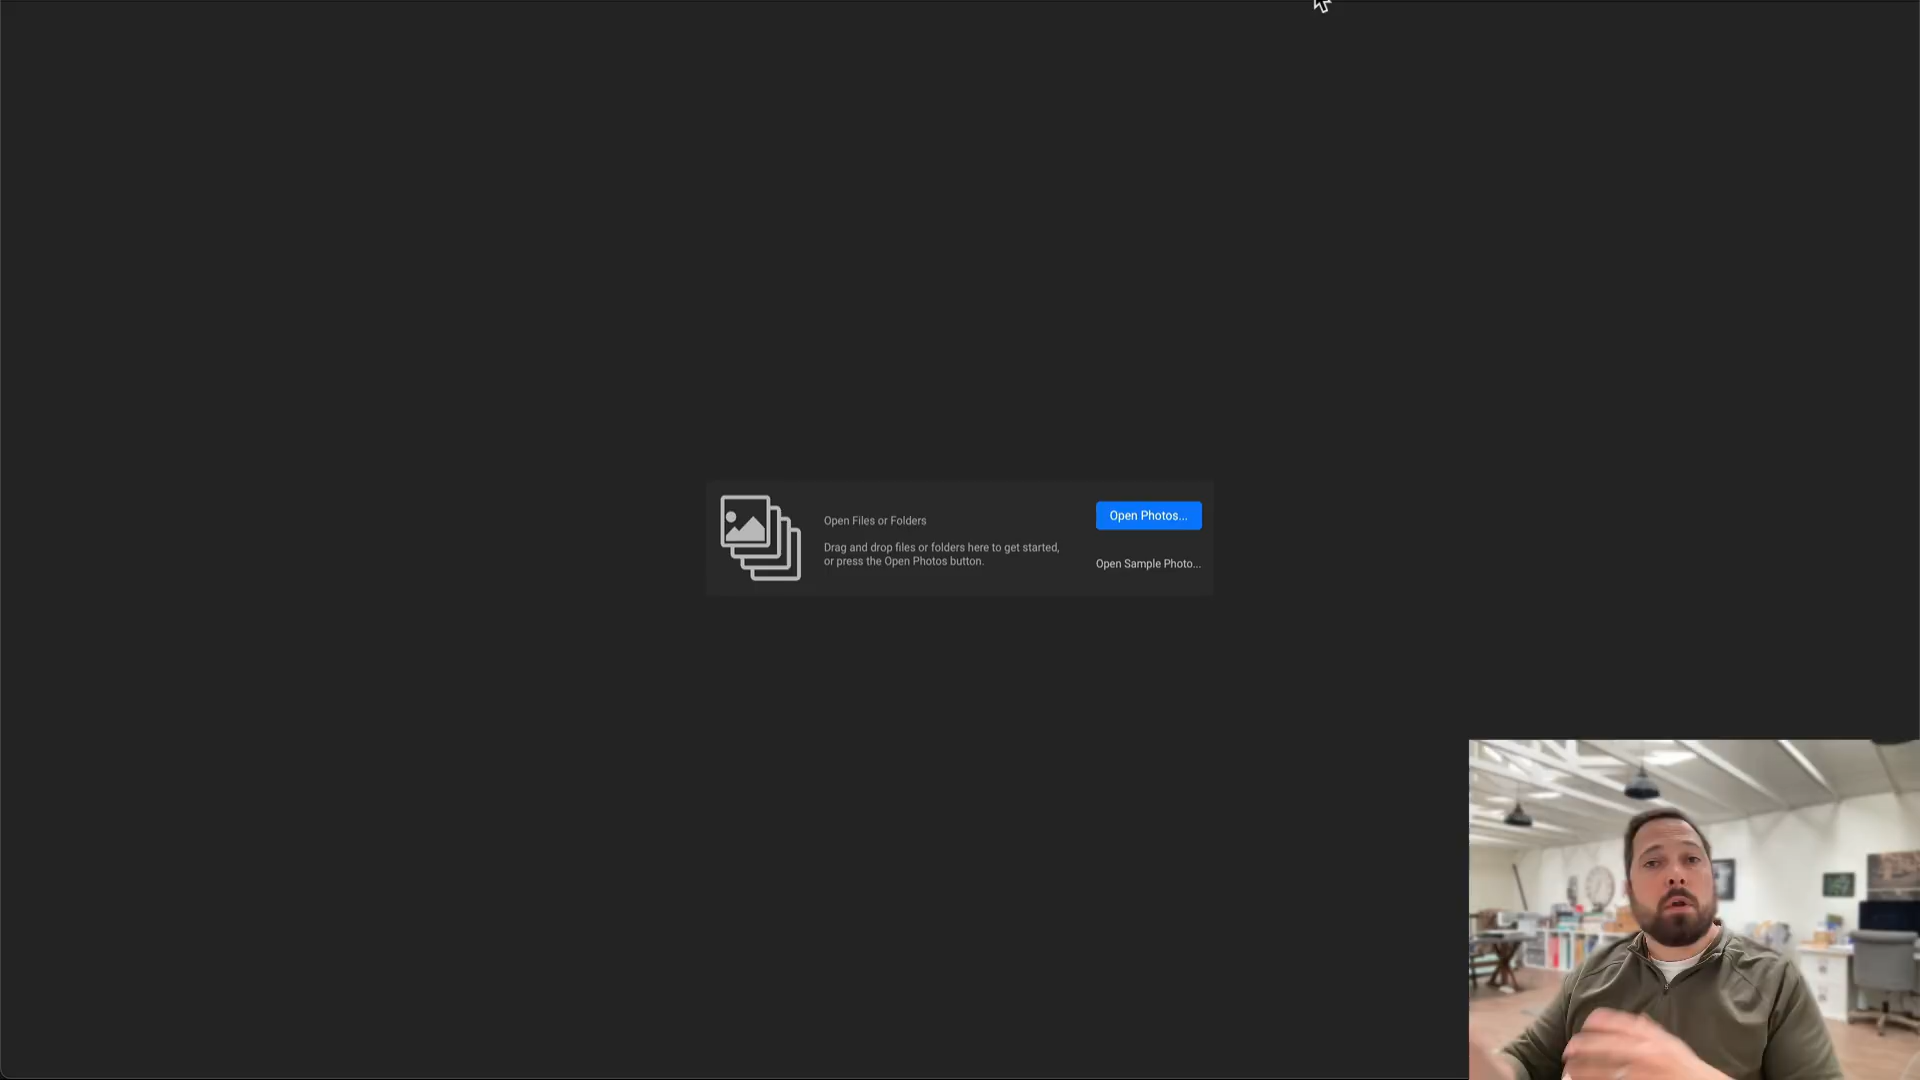 Open Files or Folders
Drag and drop files or folders here to get started,
or press the Open Photos button.
Open Photos...
Open Sample Photo...